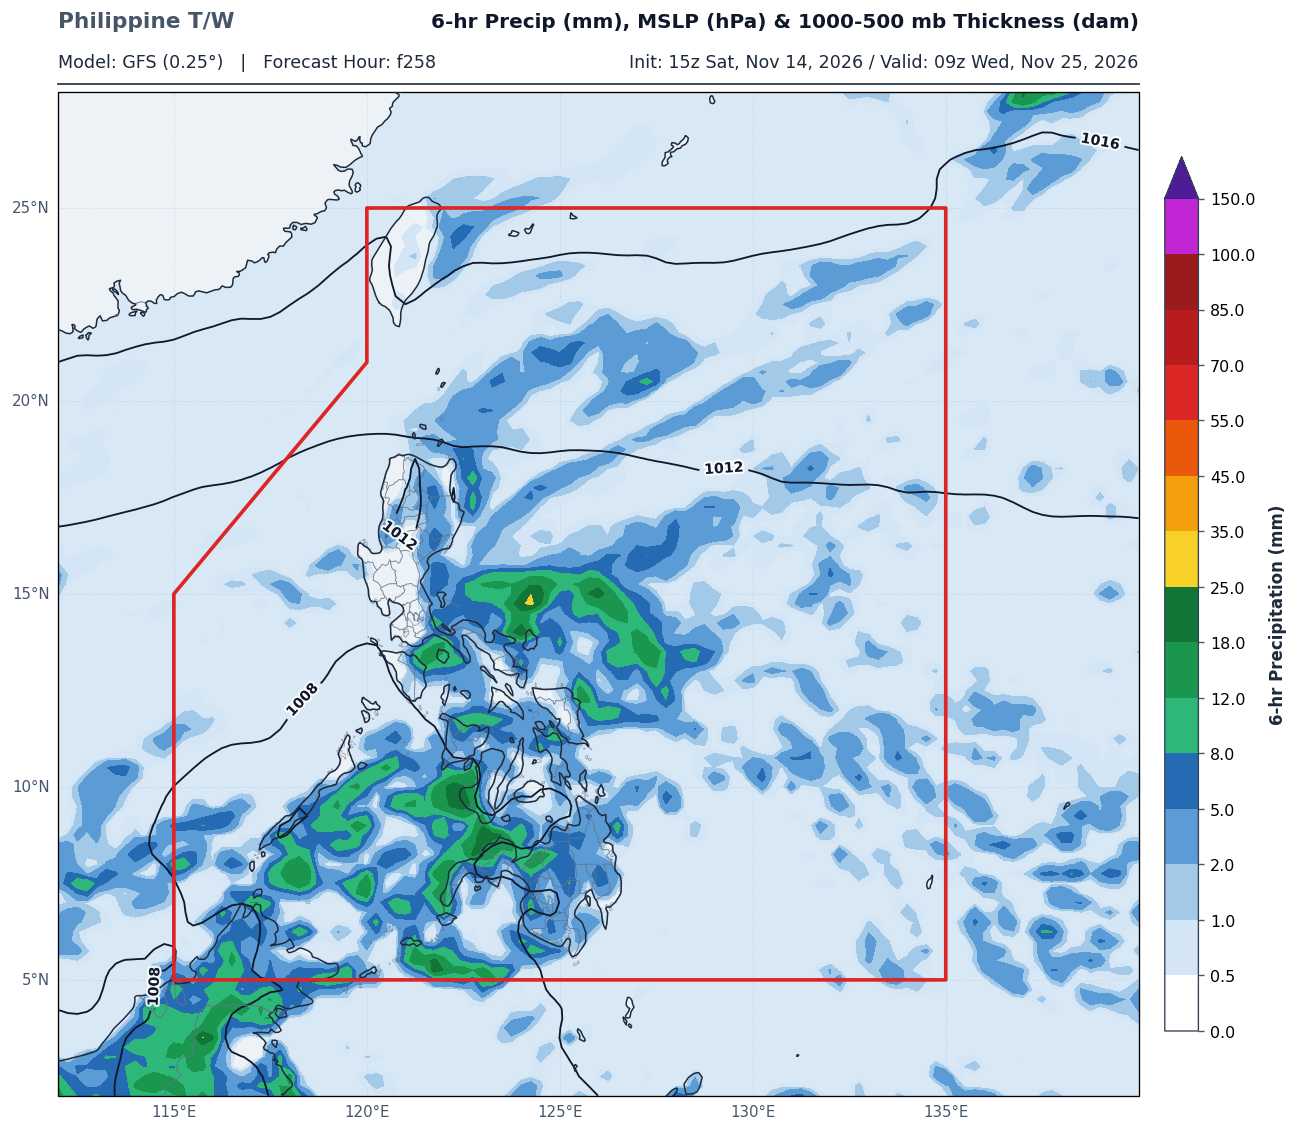 Philippine T/W
6-hr Precip (mm), MSLP (hPa) & 1000-500 mb Thickness (dam)
Model: GFS (0.25°) | Forecast Hour: f258
Init: 15z Sat, Nov 14, 2026 / Valid: 09z Wed, Nov 25, 2026
1016
1012
1012
1008
1008
25°N
20°N
15°N
10°N
5°N
115°E
120°E
125°E
130°E
135°E
150.0
100.0
85.0
70.0
55.0
45.0
35.0
25.0
18.0
12.0
8.0
5.0
2.0
1.0
0.5
0.0
6-hr Precipitation (mm)